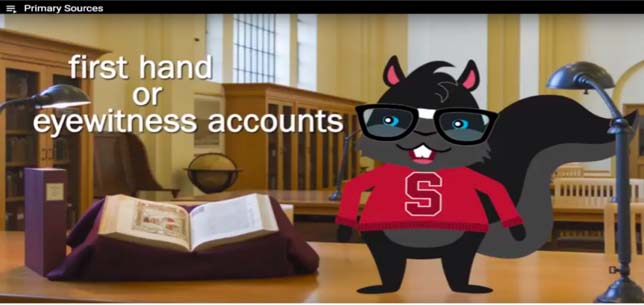 Primary Sources
first hand
or
eyewitness accounts
S